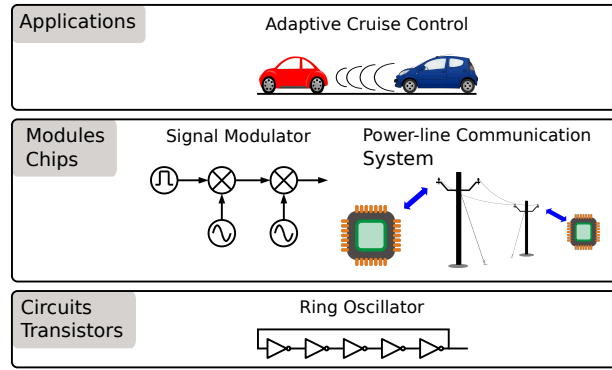 Applications
Adaptive Cruise Control
Modules
Chips
Signal Modulator
Power-line Communication
System
Circuits
Transistors
Ring Oscillator